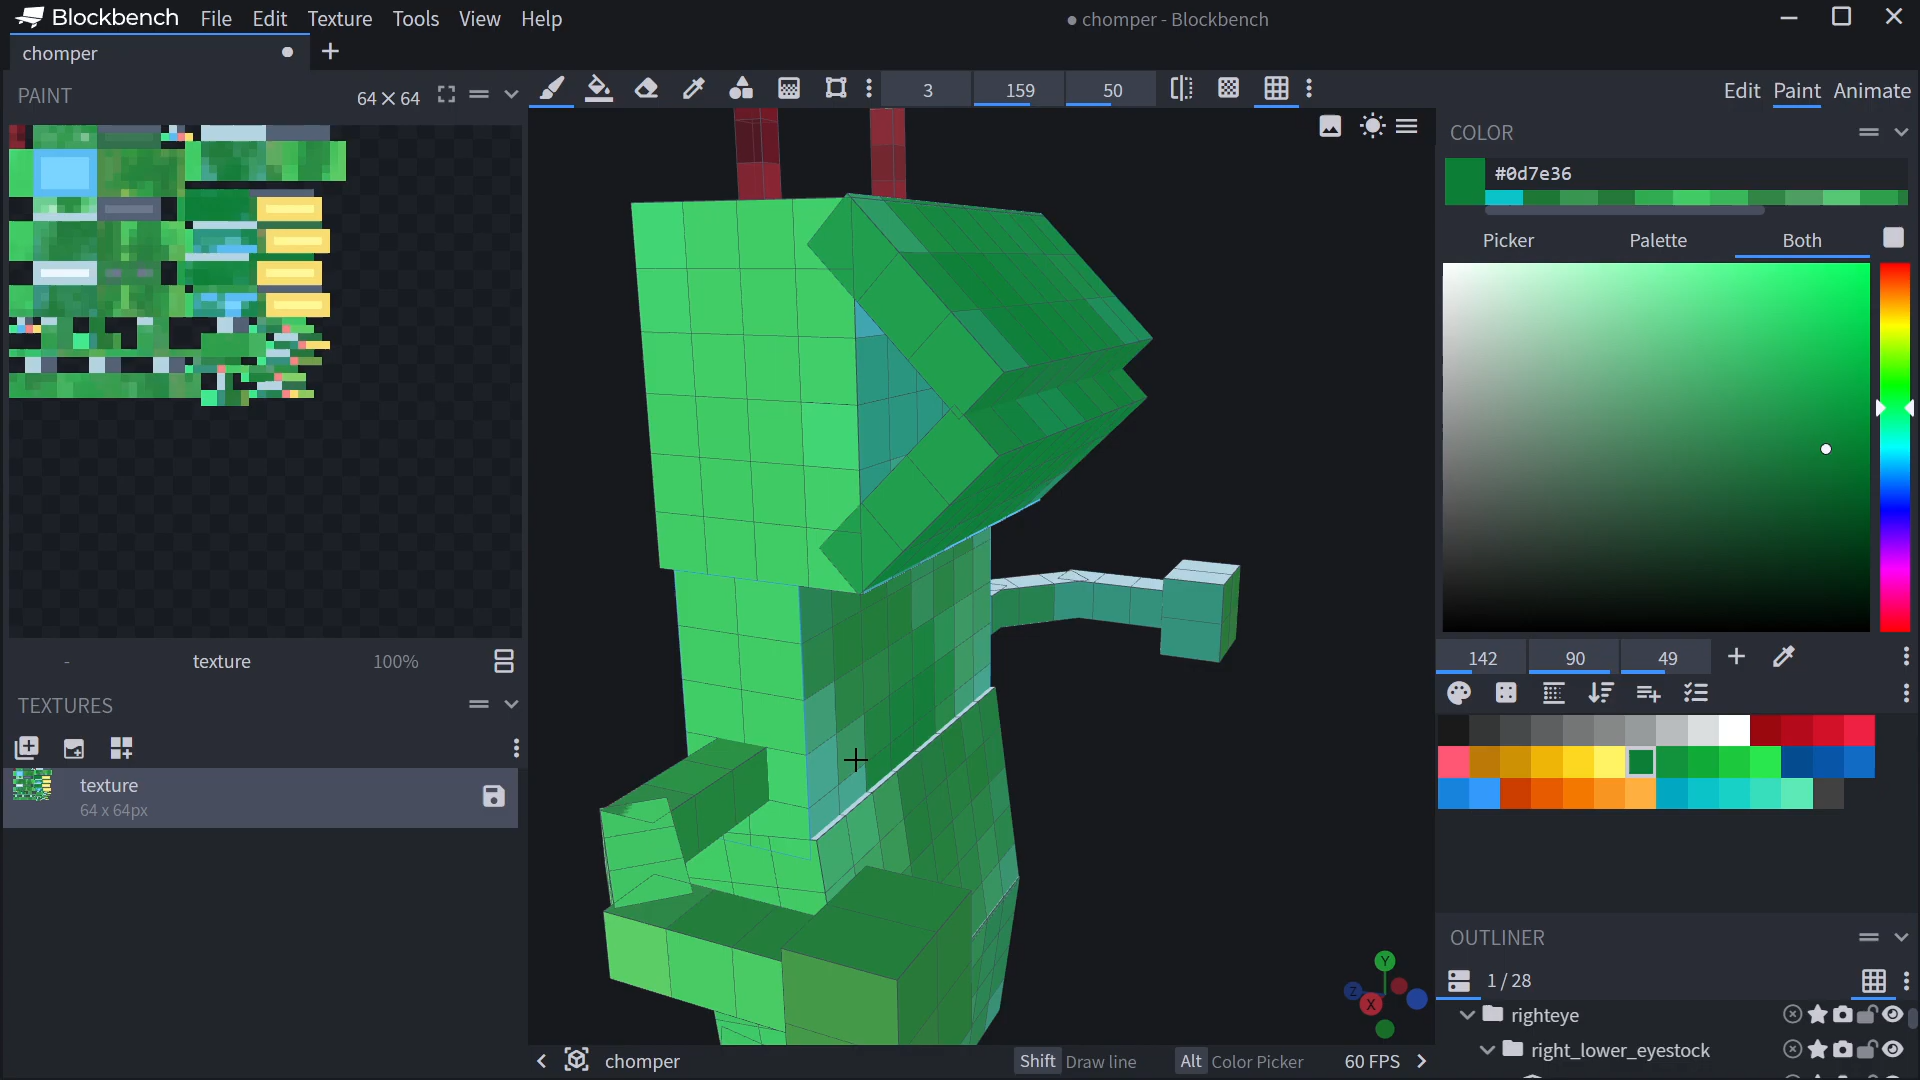 Blockbench File Edit Texture Tools View Help
● chomper - Blockbench
chomper
PAINT
64×64
3
159
50
Edit Paint Animate
COLOR
#0d7e36
Picker
Palette
Both
142
90
49
-
texture
100%
TEXTURES
texture
64 x 64px
Y
Z
X
OUTLINER
1 / 28
righteye
right_lower_eyestock
chomper
Shift Draw line
Alt Color Picker
60 FPS